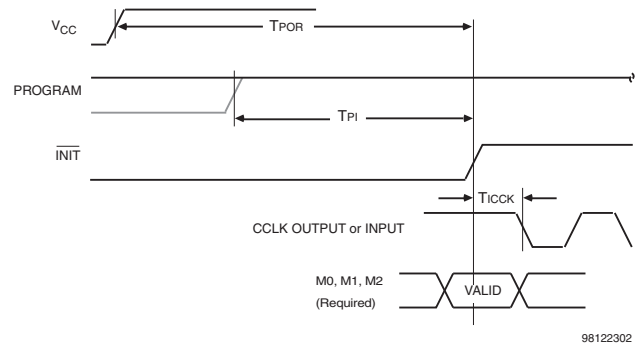 VCC
TPOR
PROGRAM
TPI
INIT
TICCK
CCLK OUTPUT or INPUT
M0, M1, M2
(Required)
VALID
98122302